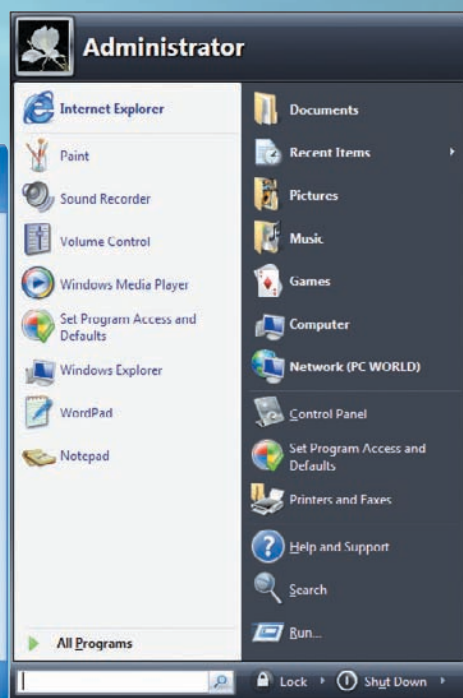 Administrator
Internet Explorer
Paint
Sound Recorder
Volume Control
Windows Media Player
Set Program Access and
Defaults
Windows Explorer
WordPad
Notepad
All Programs
Documents
Recent Items
Pictures
Music
Games
Computer
Network (PC WORLD)
Control Panel
Set Program Access and
Defaults
Printers and Faxes
Help and Support
Search
Run...
Lock
Shut Down